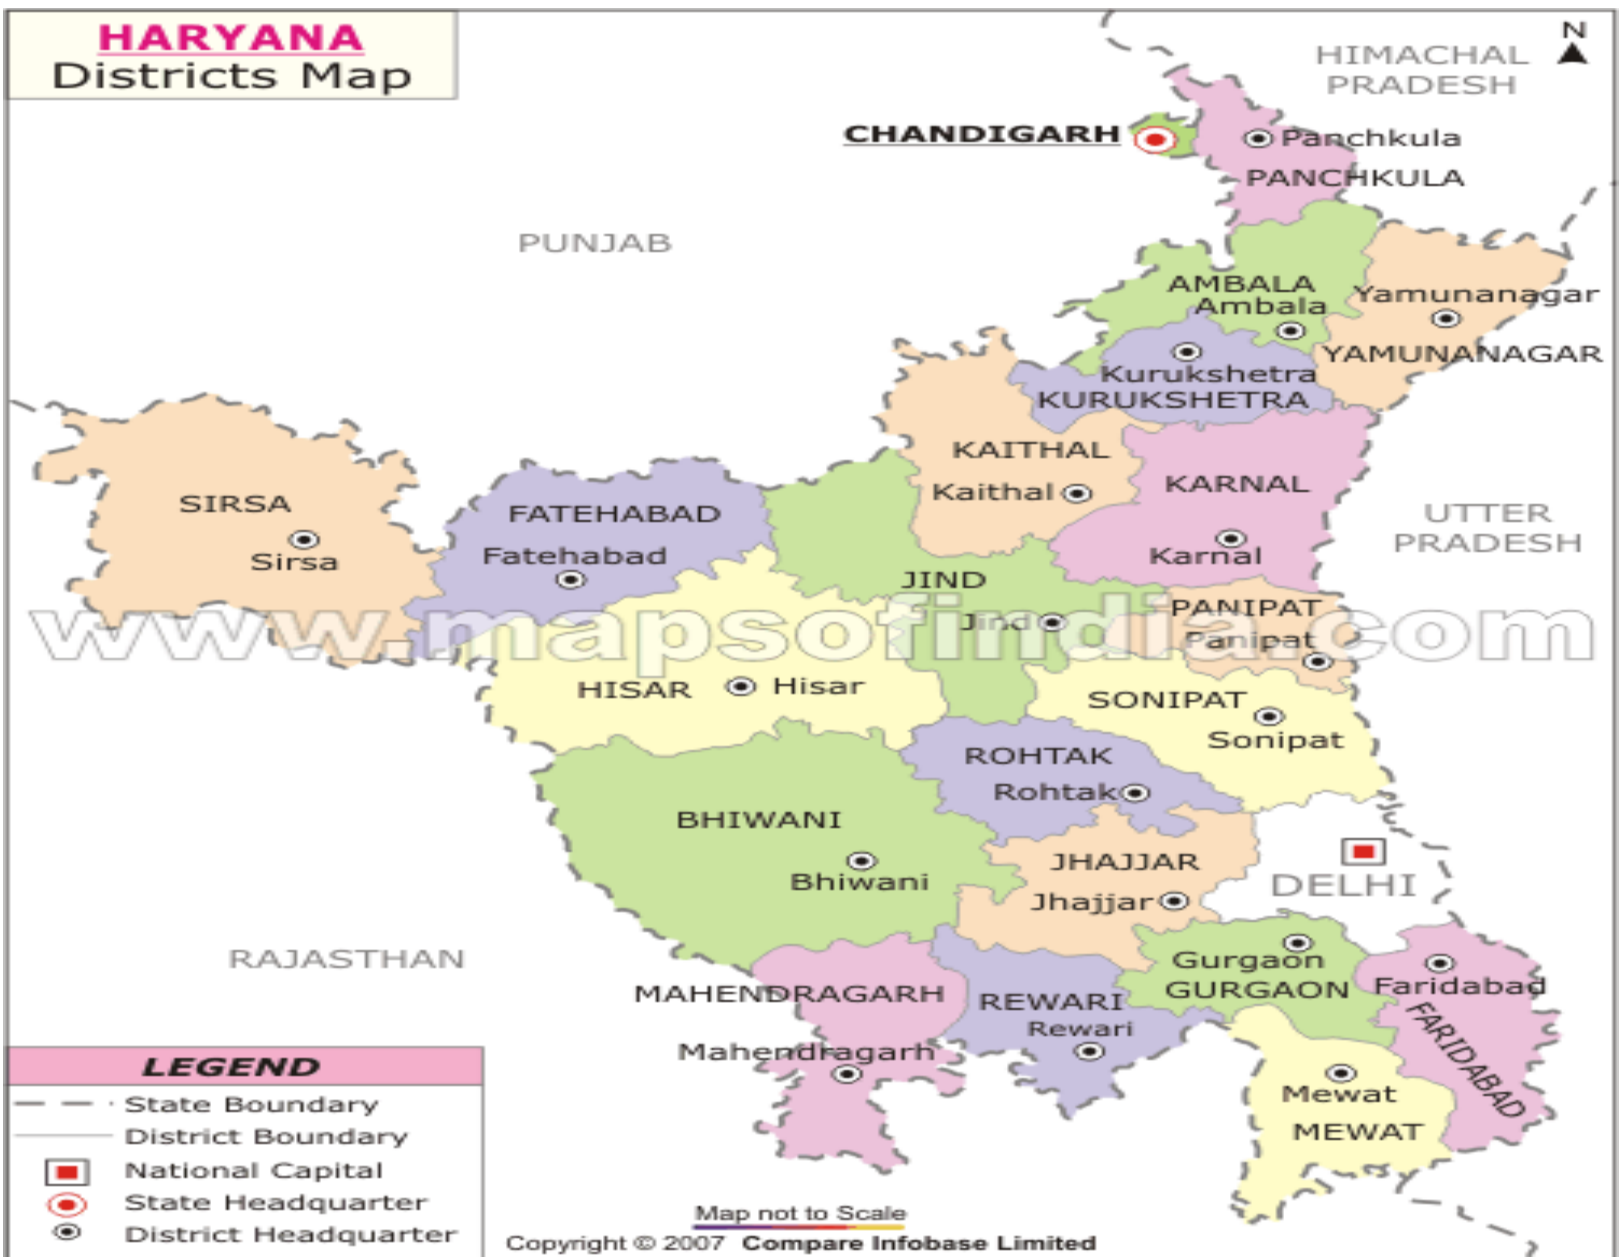 HARYANA
Districts Map
N
HIMACHAL
PRADESH
CHANDIGARH
Panchkula
PANCHKULA
PUNJAB
AMBALA
Ambala
Yamunanagar
YAMUNANAGAR
Kurukshetra
KURUKSHETRA
KAITHAL
Kaithal
KARNAL
Karnal
UTTER
PRADESH
SIRSA
Sirsa
FATEHABAD
Fatehabad
JIND
Jind
PANIPAT
Panipat
www.mapsofindia.com
HISAR
Hisar
SONIPAT
Sonipat
ROHTAK
Rohtak
BHIWANI
Bhiwani
JHAJJAR
Jhajjar
DELHI
RAJASTHAN
Gurgaon
GURGAON
Faridabad
FARIDABAD
MAHENDRAGARH
Mahendragarh
REWARI
Rewari
Mewat
MEWAT
LEGEND
State Boundary
District Boundary
National Capital
State Headquarter
District Headquarter
Map not to Scale
Copyright © 2007 Compare Infobase Limited